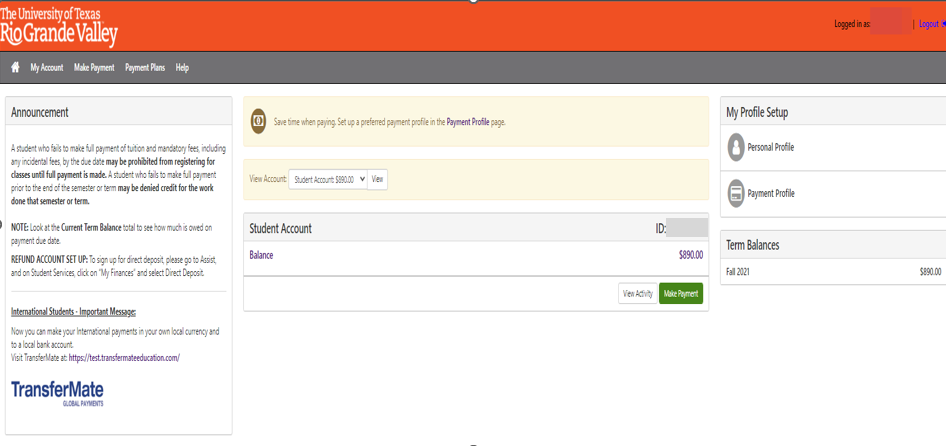 The University of Texas
Rio Grande Valley
Logged in as:
| Logout
My Account Make Payment Payment Plans Help
Announcement
A student who fails to make full payment of tuition and mandatory fees, including
any incidental fees, by the due date may be prohibited from registering for
classes until full payment is made. A student who fails to make full payment
prior to the end of the semester or term may be denied credit for the work
done that semester or term.
NOTE: Look at the Current Term Balance total to see how much is owed on
payment due date.
REFUND ACCOUNT SET UP: To sign up for direct deposit, please go to Assist,
and on Student Services, click on "My Finances" and select Direct Deposit.
International Students - Important Message:
Now you can make your International payments in your own local currency and
to a local bank account.
Visit TransferMate at: https://test.transfermateeducation.com/
TransferMate
GLOBAL PAYMENTS
Save time when paying. Set up a preferred payment profile in the Payment Profile page.
View Account: Student Account $890.00 View
Student Account ID:
Balance $890.00
View Activity Make Payment
My Profile Setup
Personal Profile
Payment Profile
Term Balances
Fall 2021 $890.00